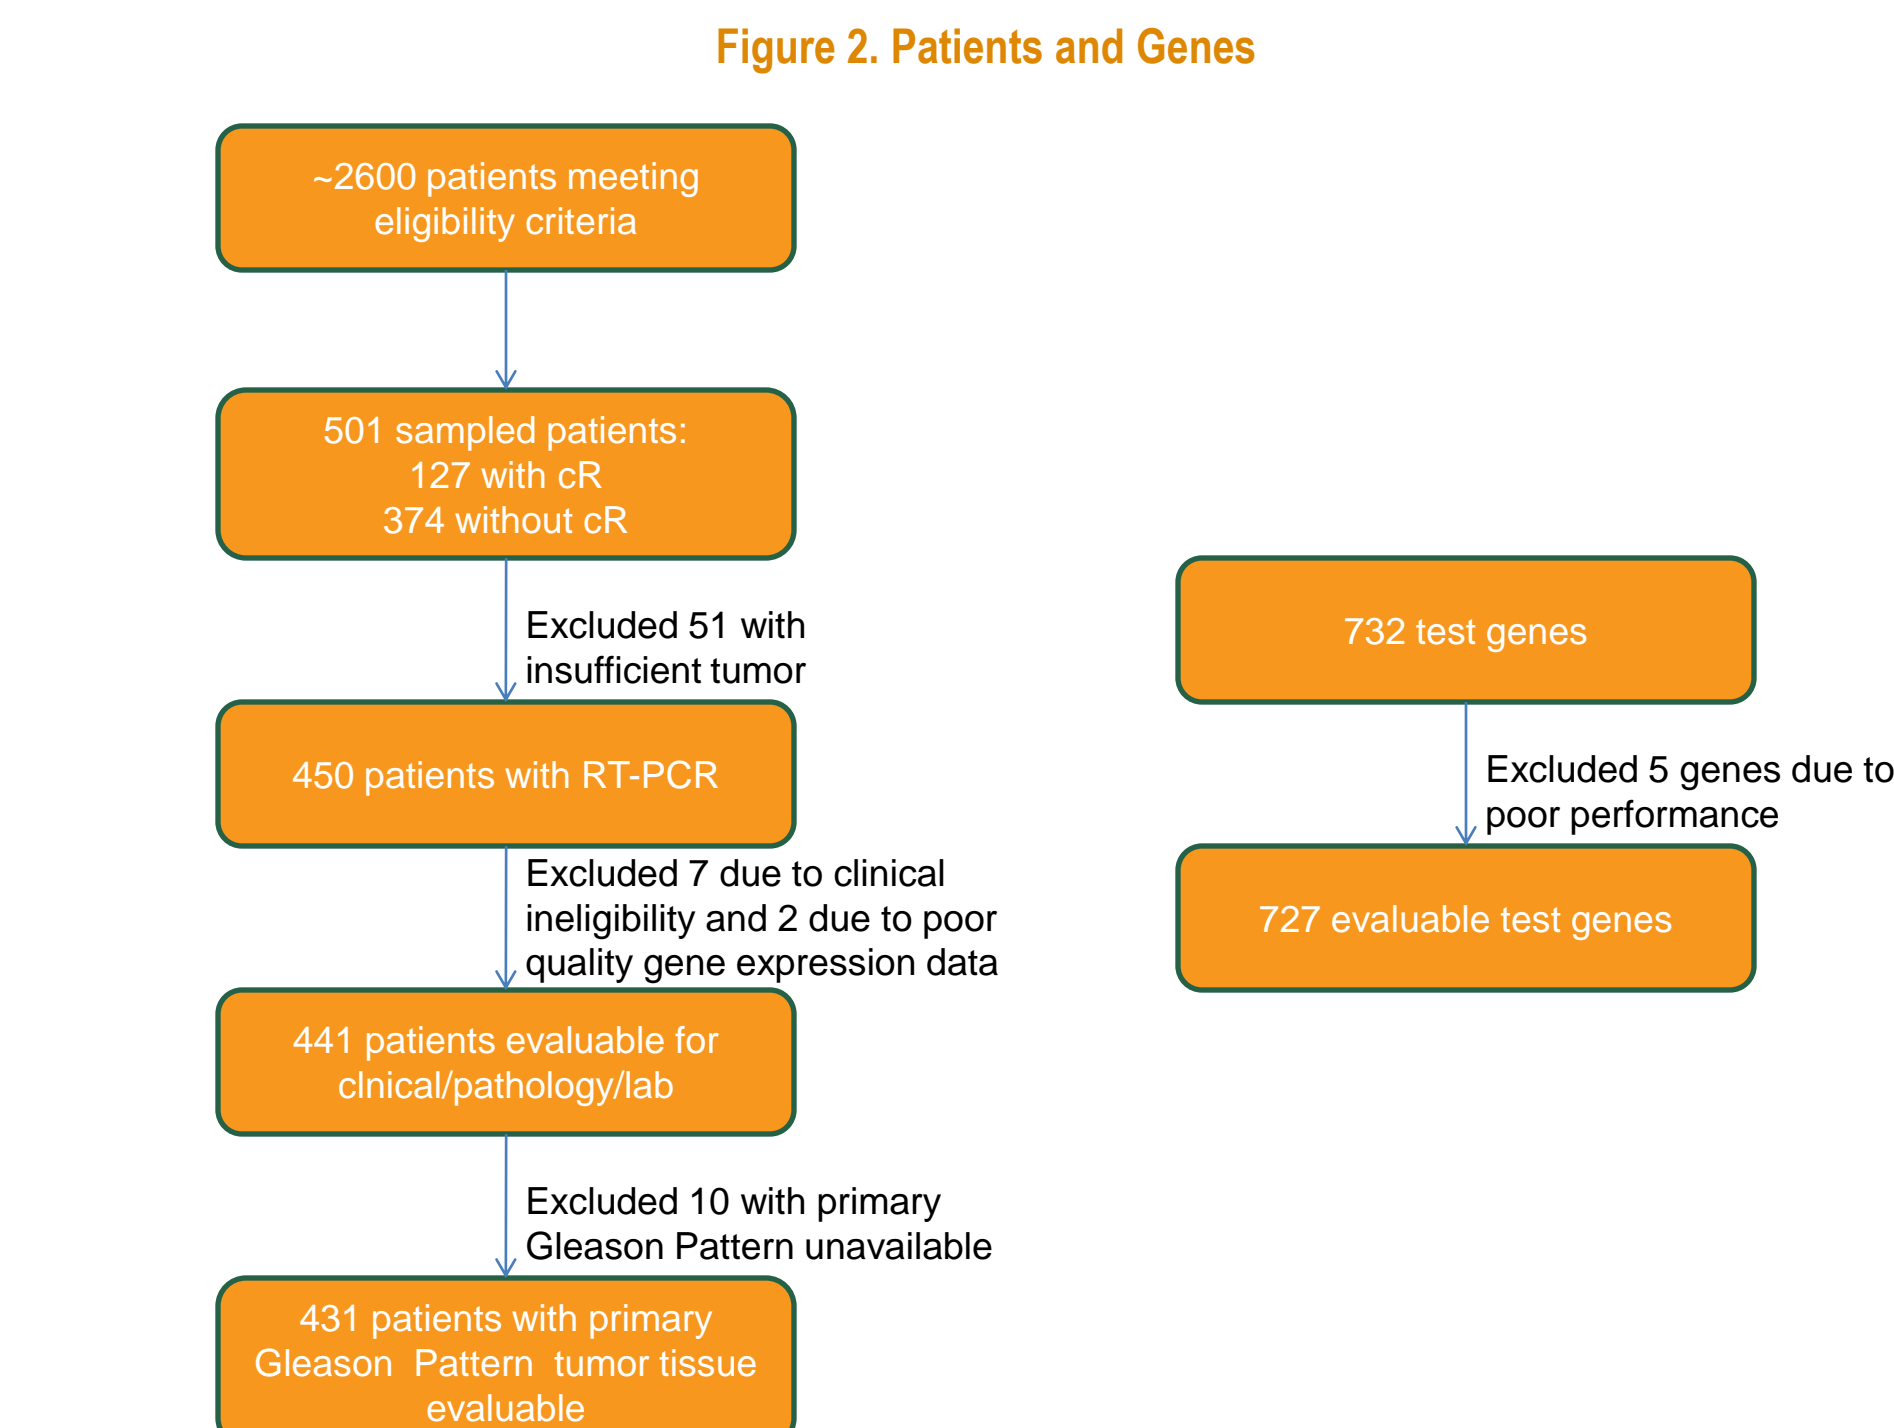 Figure 2. Patients and Genes
~2600 patients meeting
eligibility criteria
501 sampled patients:
127 with cR
374 without cR
Excluded 51 with
insufficient tumor
450 patients with RT-PCR
Excluded 7 due to clinical
ineligibility and 2 due to poor
quality gene expression data
441 patients evaluable for
clnical/pathology/lab
Excluded 10 with primary
Gleason Pattern unavailable
431 patients with primary
Gleason Pattern tumor tissue
evaluable
732 test genes
Excluded 5 genes due to
poor performance
727 evaluable test genes